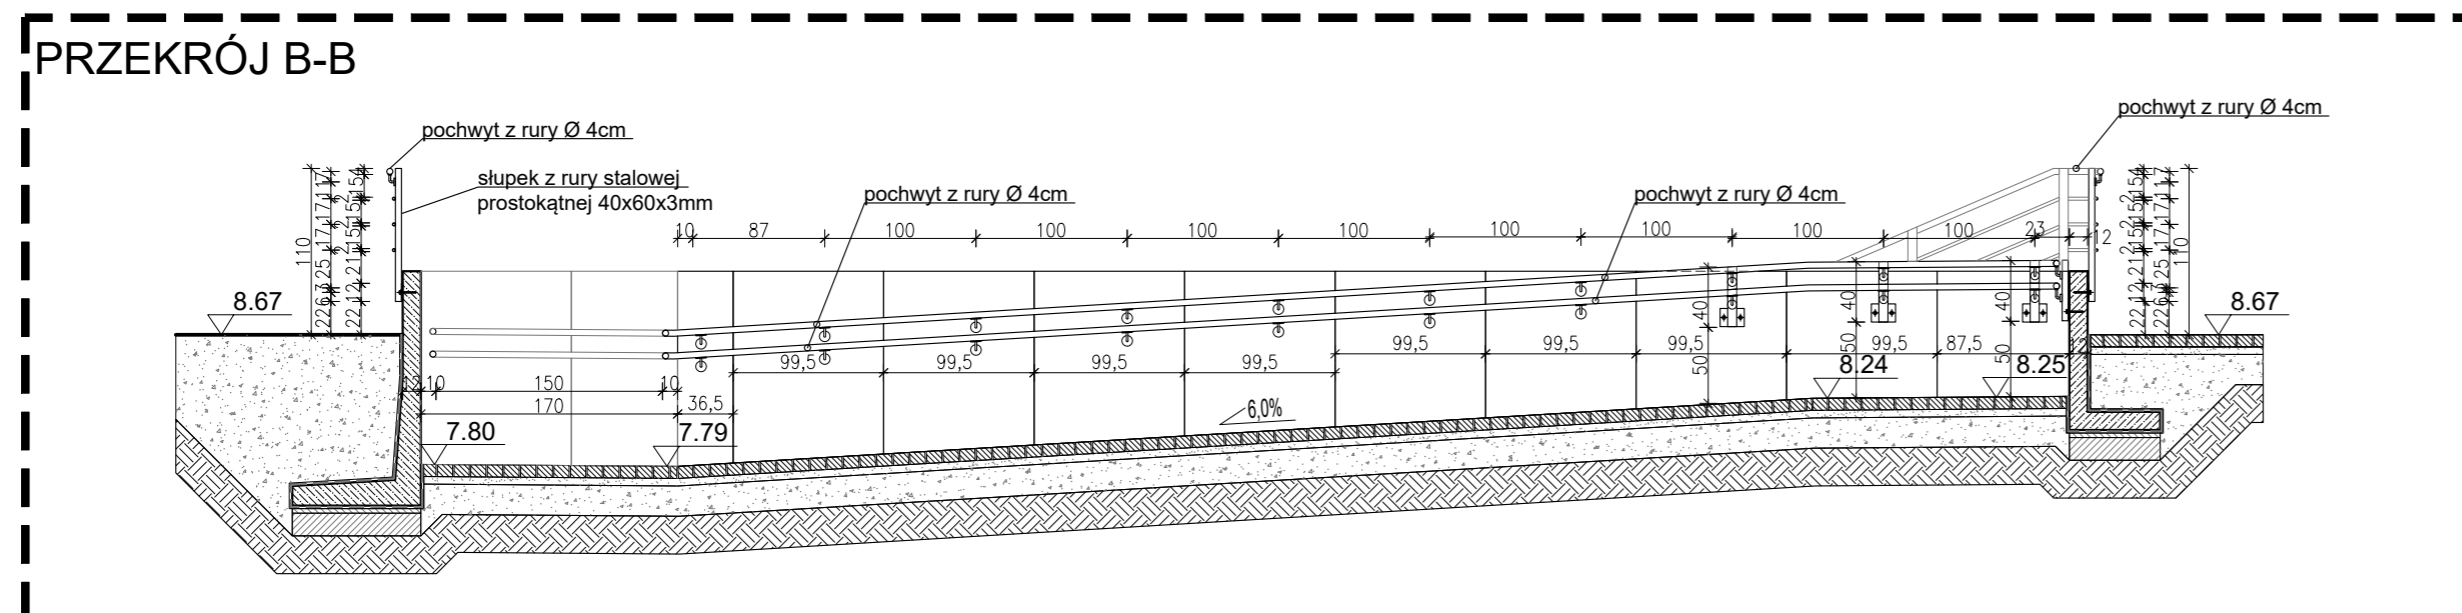 PRZEKRÓJ B-B
pochwyt z rury Ø 4cm
pochwyt z rury Ø 4cm
słupek z rury stalowej
prostokątnej 40x60x3mm
pochwyt z rury Ø 4cm
pochwyt z rury Ø 4cm
10 87 100 100 100 100 100 100 100 100 23 12
110
110
8.67
8.67
40 40 40
99,5 99,5 99,5 99,5 87,5
99,5 99,5 99,5 99,5
50 50 50
8.24
8.25
12 10 150 10
170 36,5
6,0%
7.80
7.79